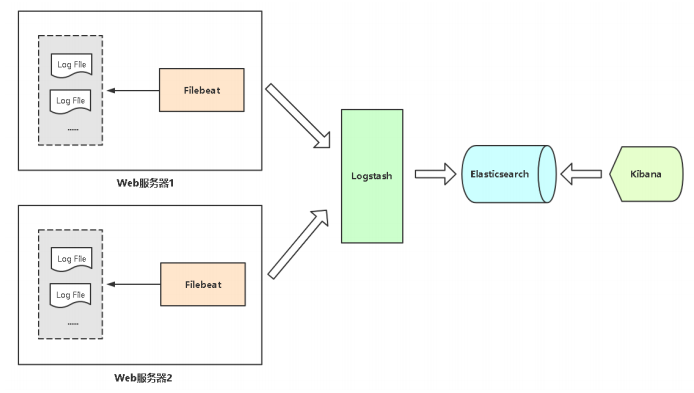 Log File
Log File
......
Filebeat
Web服务器1
Logstash
Elasticsearch
Kibana
Log File
Log File
......
Filebeat
Web服务器2